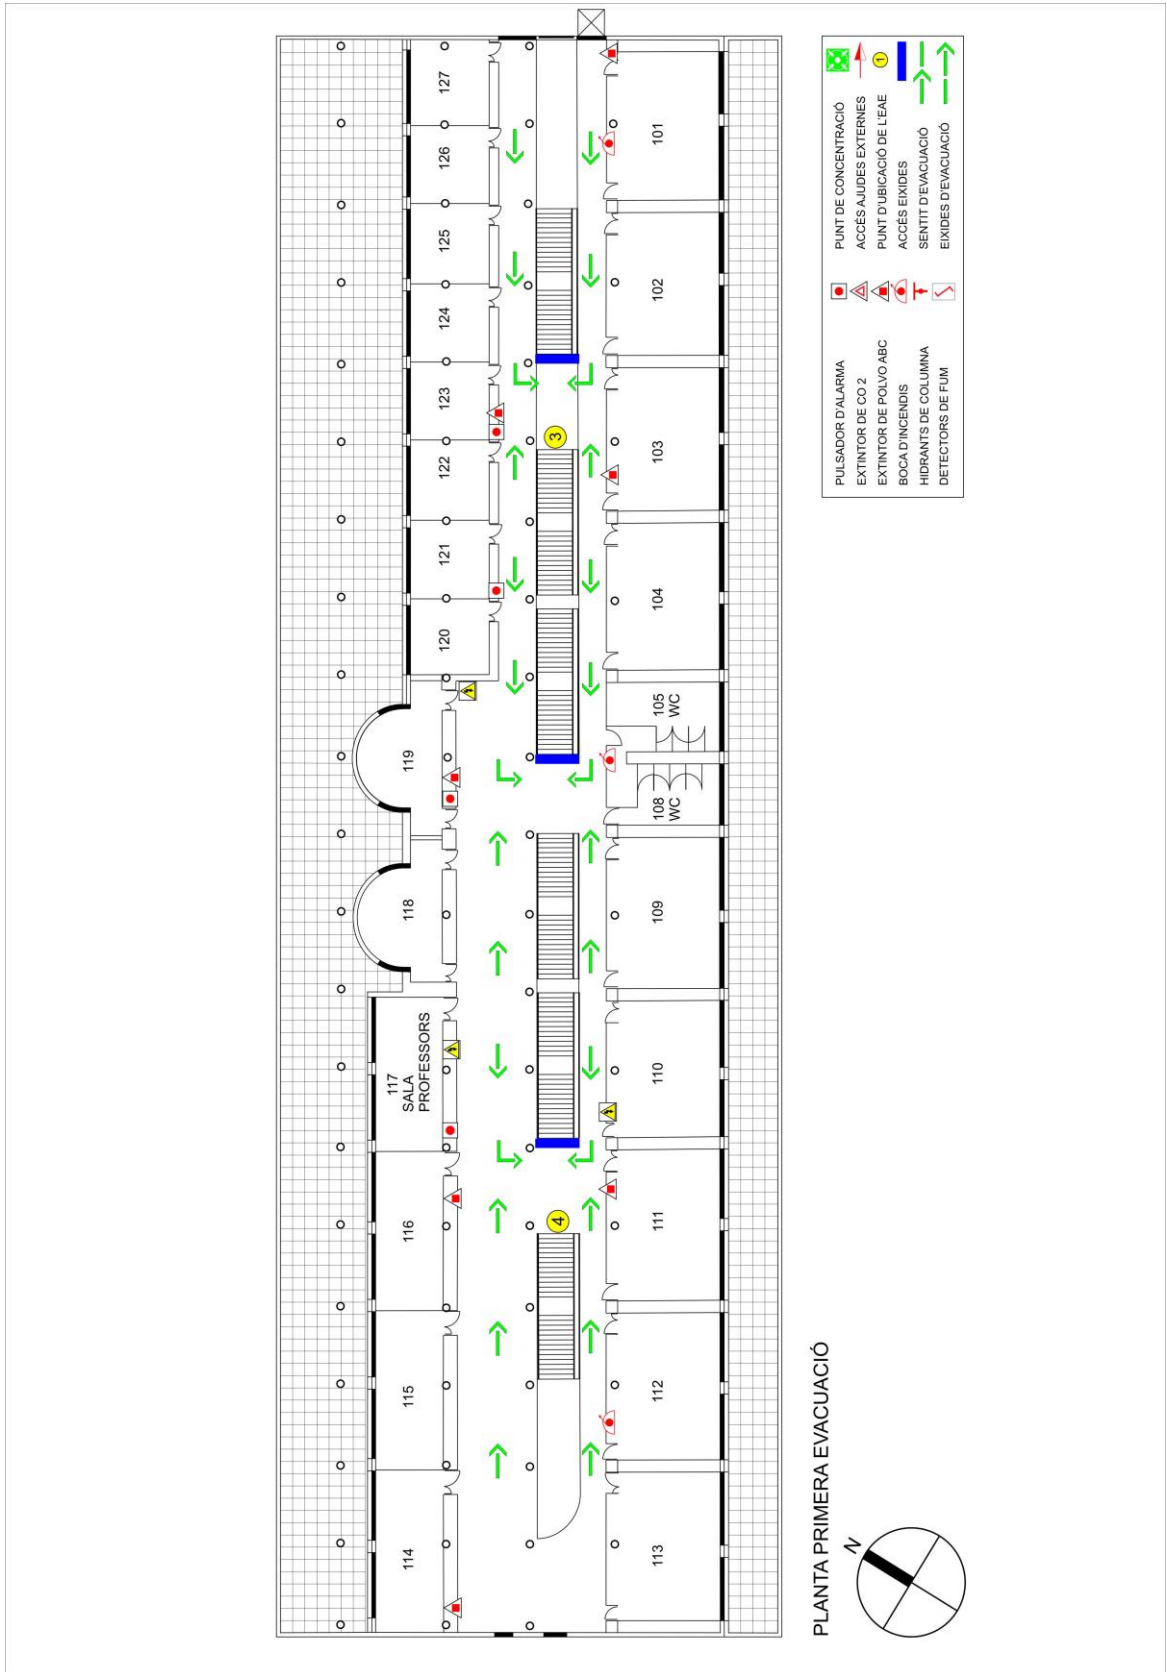 127
126
125
124
123
122
121
120
119
118
117
SALA
PROFESSORS
116
115
114
101
102
103
104
105
WC
108
WC
109
110
111
112
113
3
4
PULSADOR D'ALARMA
EXTINTOR DE CO 2
EXTINTOR DE POLVO ABC
BOCA D'INCENDIS
HIDRANTS DE COLUMNA
DETECTORS DE FUM
PUNT DE CONCENTRACIÓ
ACCÉS AJUDES EXTERNES
PUNT D'UBICACIÓ DE L'EAE
1
ACCÉS EIXIDES
SENTIT D'EVACUACIÓ
EIXIDES D'EVACUACIÓ
PLANTA PRIMERA EVACUACIÓ
N